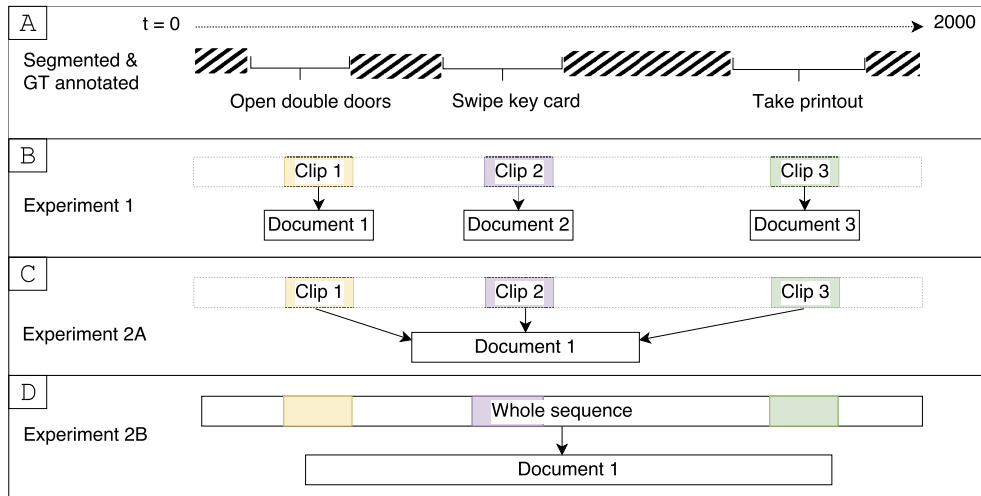 A
t = 0
2000
Segmented &
GT annotated
Open double doors
Swipe key card
Take printout
B
Clip 1
Clip 2
Clip 3
Experiment 1
Document 1
Document 2
Document 3
C
Clip 1
Clip 2
Clip 3
Experiment 2A
Document 1
D
Whole sequence
Experiment 2B
Document 1